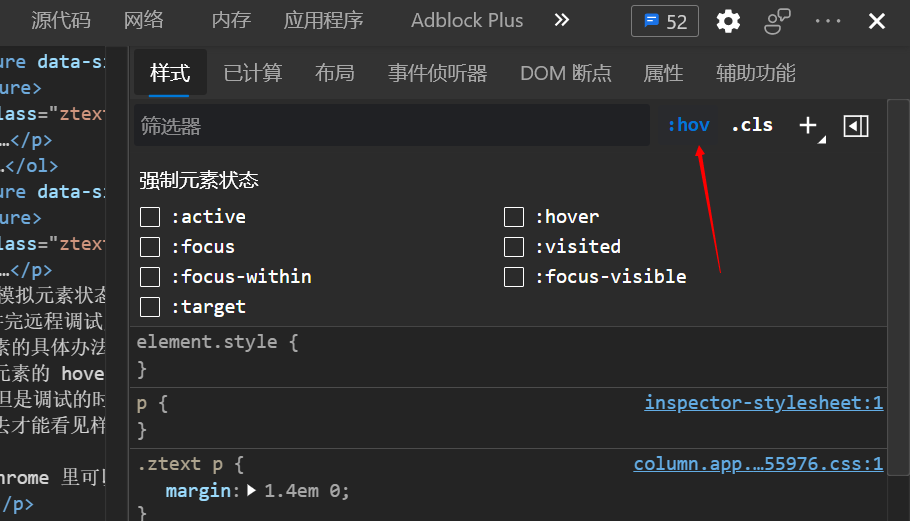 源代码 网络 内存 应用程序 Adblock Plus 52
样式 已计算 布局 事件侦听器 DOM 断点 属性 辅助功能
筛选器 :hov .cls
强制元素状态
:active :hover
:focus :visited
:focus-within :focus-visible
:target
element.style {
}
p { inspector-stylesheet:1
}
.ztext p { column.app.…55976.css:1
margin: 1.4em 0;
}
ure data-si
ure>
lass="ztext
…</p>
…</ol>
ure data-si
ure>
lass="ztext
…</p>
模拟元素状态
完远程调试
素的具体办法
元素的 hove
但是调试的时
去才能看见样
hrome 里可以
/p>